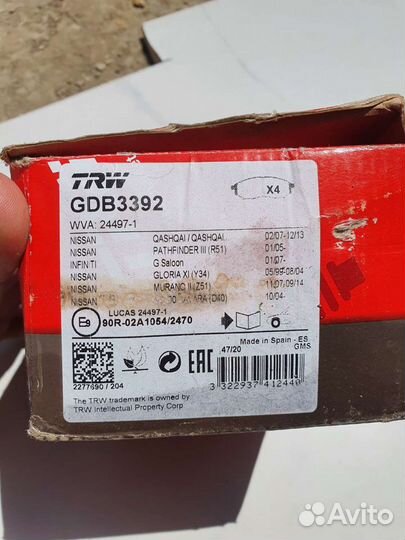 TRW
GDB3392
X4
WVA: 24497-1
NISSAN QASHQAI / QASHQAI.. 02/07-12/13
NISSAN PATHFINDER III (R51) 01/05-
INFINITI G Saloon 01/07-
NISSAN GLORIA XI (Y34) 05/99-08/04
NISSAN MURANO II (Z51) 11/07-09/14
NISSAN (D40) 10/04-
LUCAS 24497-1
E9 90R-02A1054/2470
Made in Spain - ES
47/20 GMS
EAC
2277690 / 204
3 322937 412440
The TRW trademark is owned by
TRW Intellectual Property Corp.
Avito